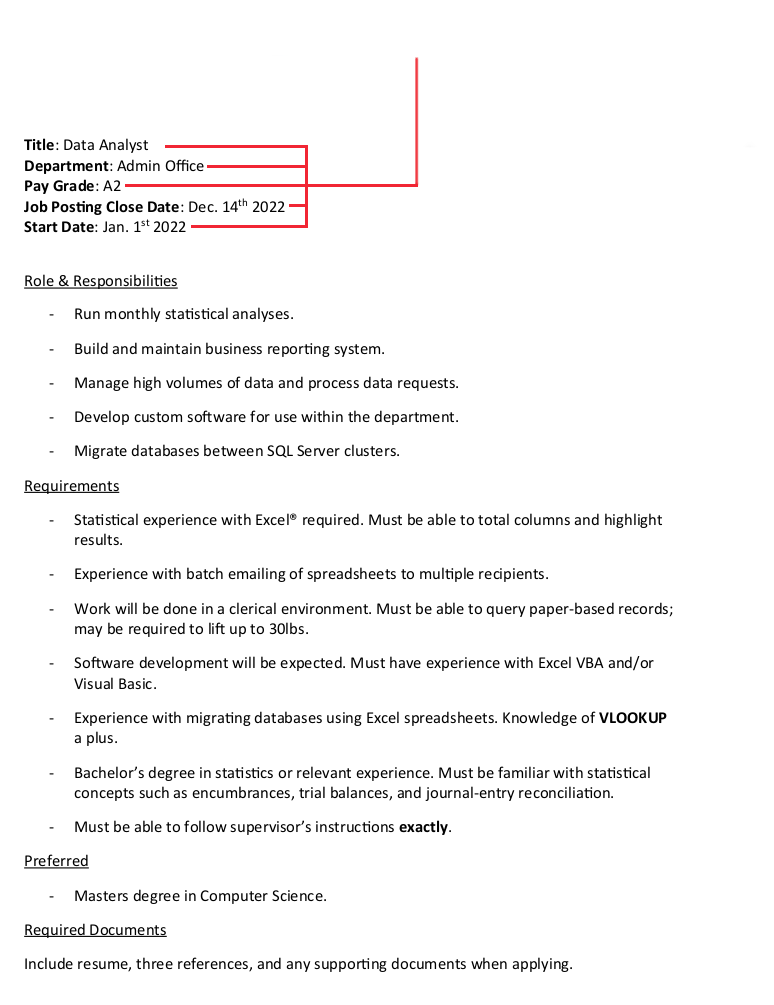 Title: Data Analyst
Department: Admin Office
Pay Grade: A2
Job Posting Close Date: Dec. 14th 2022
Start Date: Jan. 1st 2022
Role & Responsibilities
- Run monthly statistical analyses.
- Build and maintain business reporting system.
- Manage high volumes of data and process data requests.
- Develop custom software for use within the department.
- Migrate databases between SQL Server clusters.
Requirements
- Statistical experience with Excel® required. Must be able to total columns and highlight
results.
- Experience with batch emailing of spreadsheets to multiple recipients.
- Work will be done in a clerical environment. Must be able to query paper-based records;
may be required to lift up to 30lbs.
- Software development will be expected. Must have experience with Excel VBA and/or
Visual Basic.
- Experience with migrating databases using Excel spreadsheets. Knowledge of VLOOKUP
a plus.
- Bachelor’s degree in statistics or relevant experience. Must be familiar with statistical
concepts such as encumbrances, trial balances, and journal-entry reconciliation.
- Must be able to follow supervisor’s instructions exactly.
Preferred
- Masters degree in Computer Science.
Required Documents
Include resume, three references, and any supporting documents when applying.